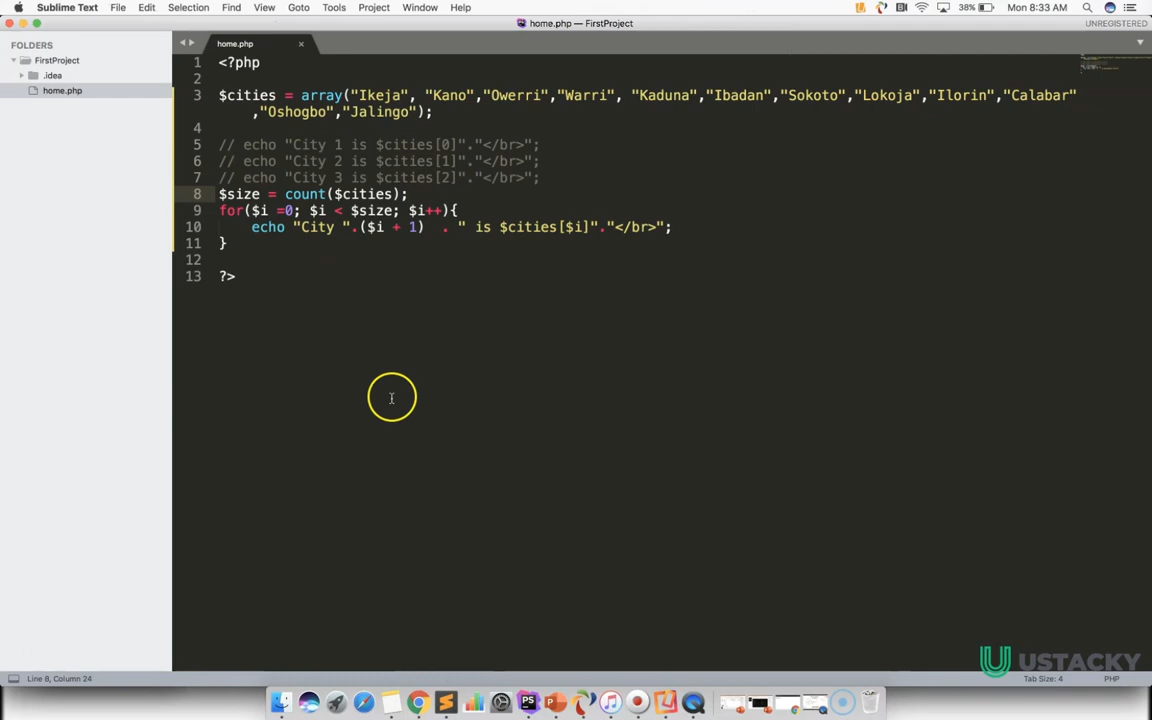 Sublime Text File Edit Selection Find View Goto Tools Project Window Help 38% Mon 8:33 AM
home.php — FirstProject UNREGISTERED
FOLDERS
FirstProject
.idea
home.php
home.php
1 <?php
2
3 $cities = array("Ikeja", "Kano","Owerri","Warri", "Kaduna","Ibadan","Sokoto","Lokoja","Ilorin","Calabar"
,"Oshogbo","Jalingo");
4
5 // echo "City 1 is $cities[0]"."</br>";
6 // echo "City 2 is $cities[1]"."</br>";
7 // echo "City 3 is $cities[2]"."</br>";
8 $size = count($cities);
9 for($i =0; $i < $size; $i++){
10 echo "City ".($i + 1) . " is $cities[$i]"."</br>";
11 }
12
13 ?>
USTACKY
Line 8, Column 24 Tab Size: 4 PHP